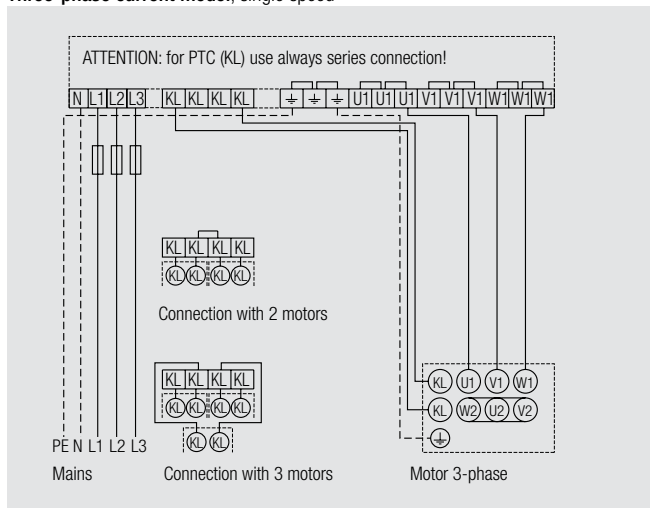 Three-phase current model, single speed
ATTENTION: for PTC (KL) use always series connection!
N L1 L2 L3 KL KL KL KL U1 U1 U1 V1 V1 V1 W1 W1 W1
KL KL KL KL
KL KL KL KL
Connection with 2 motors
KL KL KL KL
KL KL KL KL
KL KL
KL U1 V1 W1
KL W2 U2 V2
PE N L1 L2 L3
Mains
Connection with 3 motors
Motor 3-phase